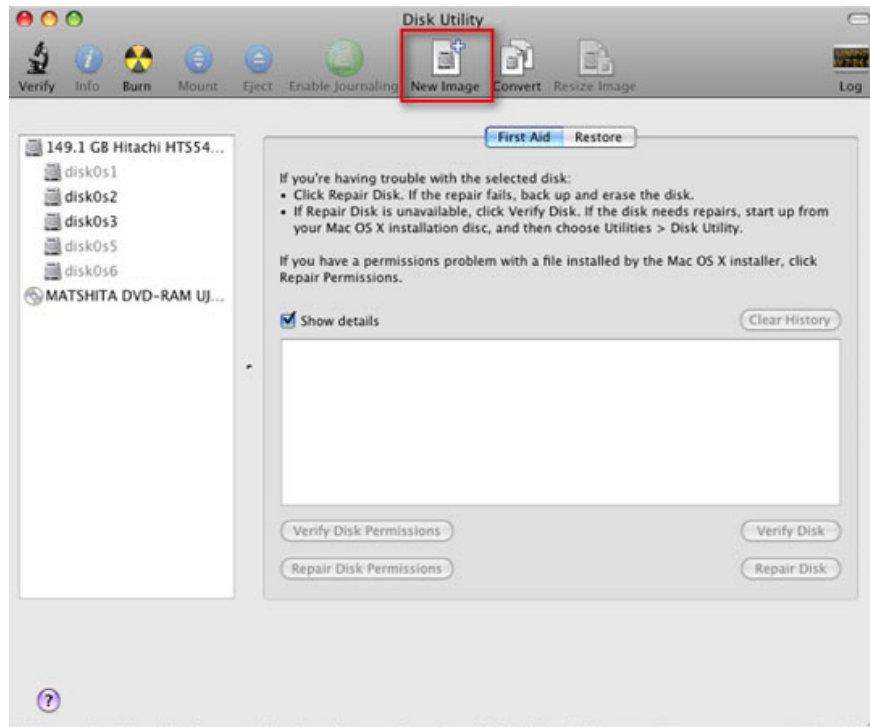 Disk Utility
Verify Info Burn Mount Eject Enable Journaling New Image Convert Resize Image Log
149.1 GB Hitachi HTS54...
disk0s1
disk0s2
disk0s3
disk0s5
disk0s6
MATSHITA DVD-RAM UJ...
First Aid Restore
If you're having trouble with the selected disk:
• Click Repair Disk. If the repair fails, back up and erase the disk.
• If Repair Disk is unavailable, click Verify Disk. If the disk needs repairs, start up from
your Mac OS X installation disc, and then choose Utilities > Disk Utility.
If you have a permissions problem with a file installed by the Mac OS X installer, click
Repair Permissions.
Show details
Clear History
Verify Disk Permissions Verify Disk
Repair Disk Permissions Repair Disk
?